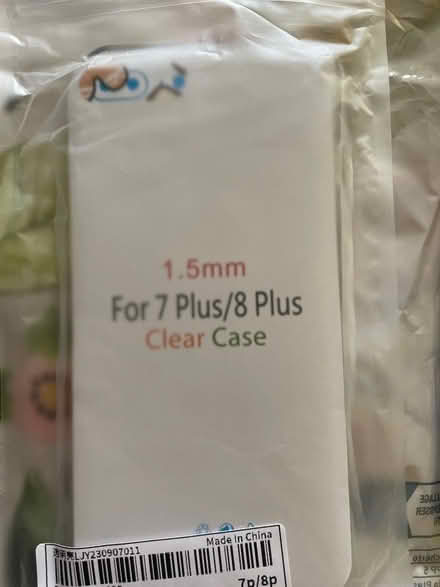 1.5mm
For 7 Plus/8 Plus
Clear Case
LJY230907011
Made In China
7p/8p